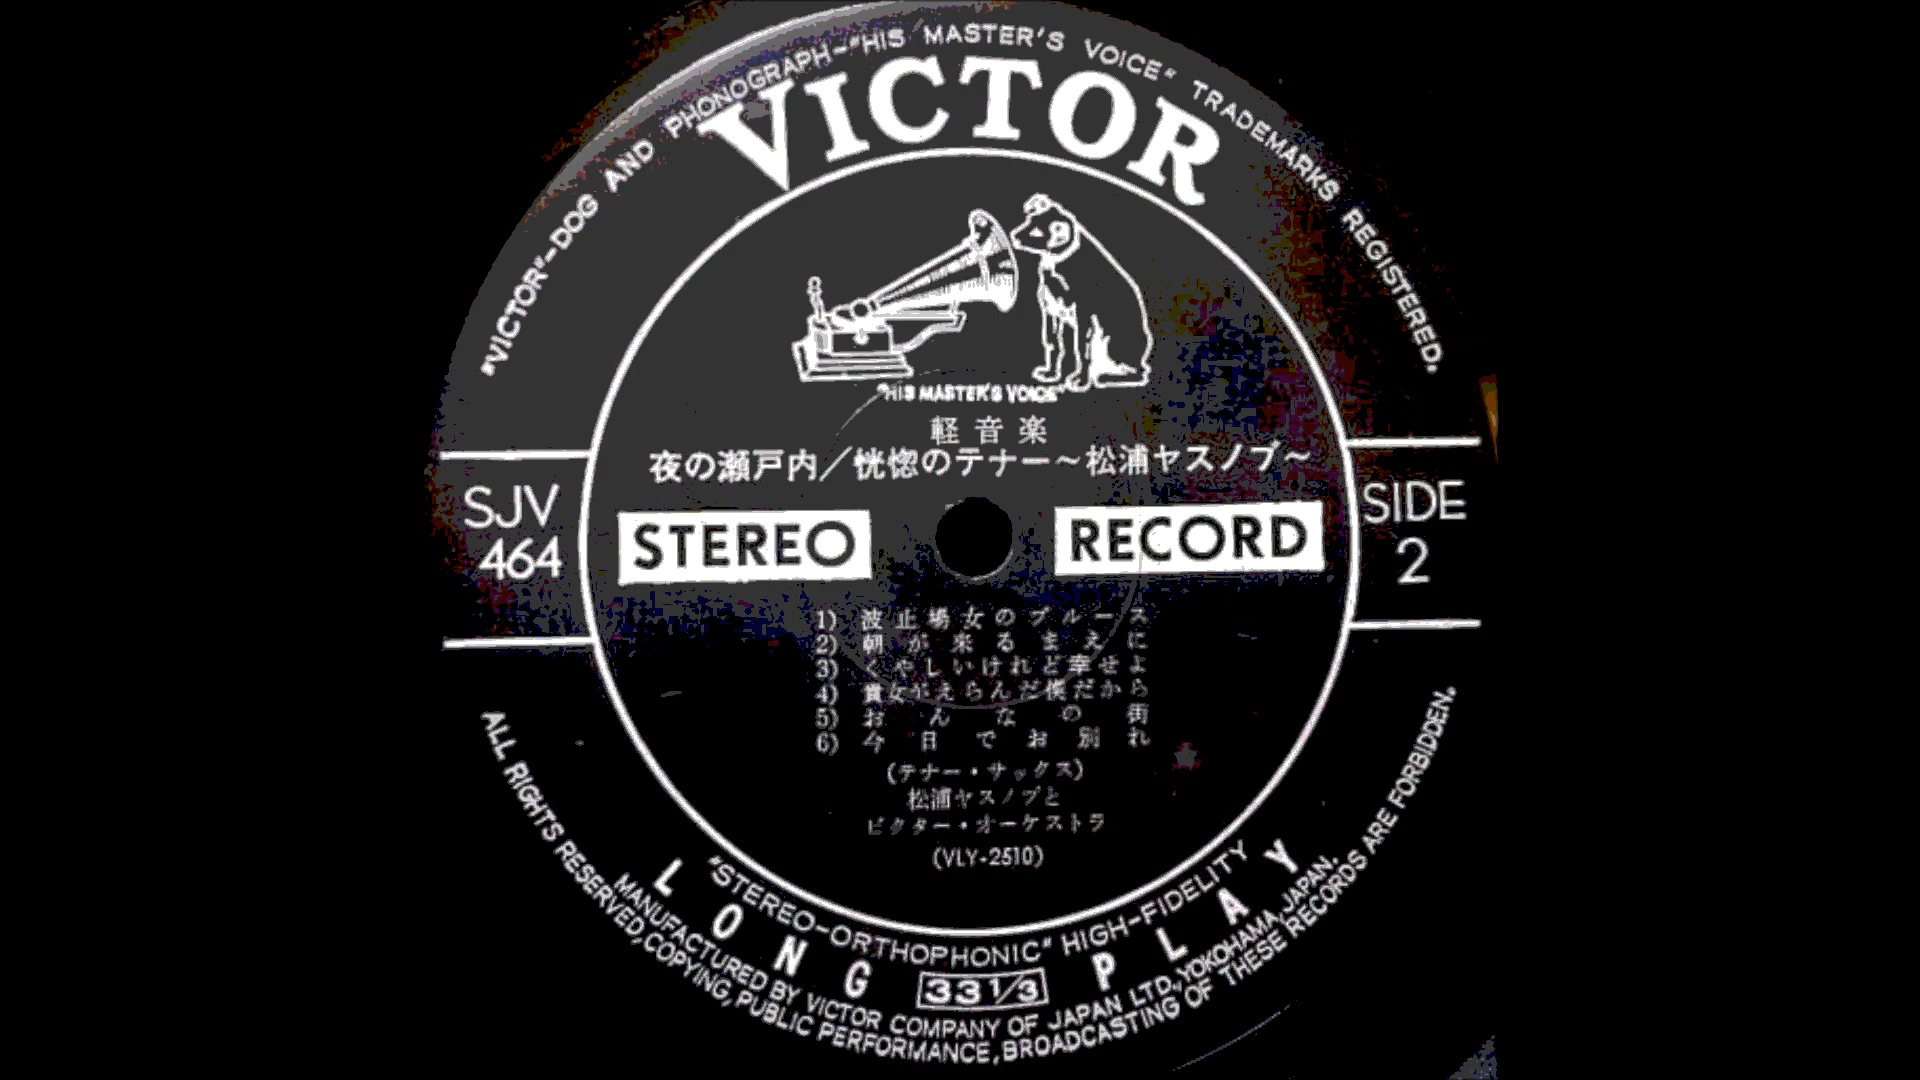 "VICTOR"–DOG AND PHONOGRAPH–"HIS MASTER'S VOICE" TRADEMARKS REGISTERED.
VICTOR
"HIS MASTER'S VOICE"
軽音楽
夜の瀬戸内／恍惚のテナー～松浦ヤスノブ～
SJV
464
STEREO
RECORD
SIDE
2
1) 波止場女のブルース
2) 朝が来るまえに
3) くやしいけれど幸せよ
4) 貴女がえらんだ僕だから
5) おんなの街
6) 今日でお別れ
(テナー・サックス)
松浦ヤスノブと
ビクター・オーケストラ
(VLY-2510)
"STEREO-ORTHOPHONIC" HIGH-FIDELITY
LONG PLAY
33 1/3
MANUFACTURED BY VICTOR COMPANY OF JAPAN LTD., YOKOHAMA, JAPAN.
ALL RIGHTS RESERVED, COPYING, PUBLIC PERFORMANCE, BROADCASTING OF THESE RECORDS ARE FORBIDDEN.